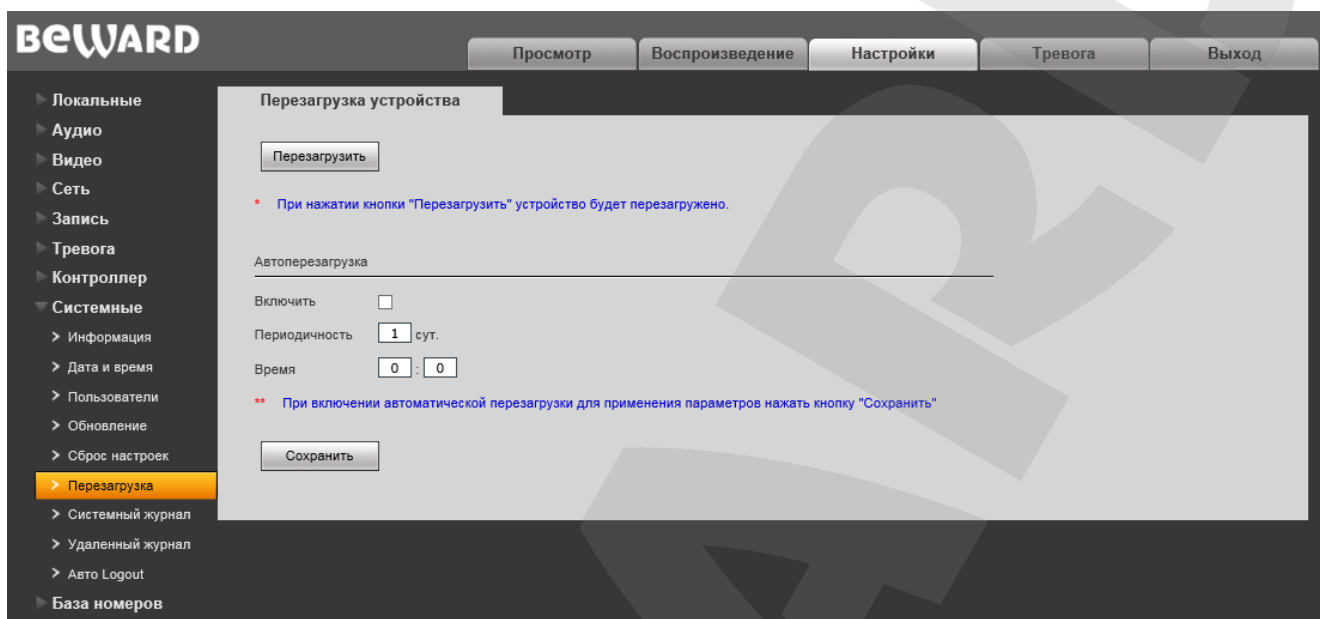 BEWARD
Просмотр
Воспроизведение
Настройки
Тревога
Выход
Локальные
Аудио
Видео
Сеть
Запись
Тревога
Контроллер
Системные
> Информация
> Дата и время
> Пользователи
> Обновление
> Сброс настроек
> Перезагрузка
> Системный журнал
> Удаленный журнал
> Авто Logout
База номеров
Перезагрузка устройства
Перезагрузить
* При нажатии кнопки "Перезагрузить" устройство будет перезагружено.
Автоперезагрузка
Включить
Периодичность 1 сут.
Время 0 : 0
** При включении автоматической перезагрузки для применения параметров нажать кнопку "Сохранить"
Сохранить